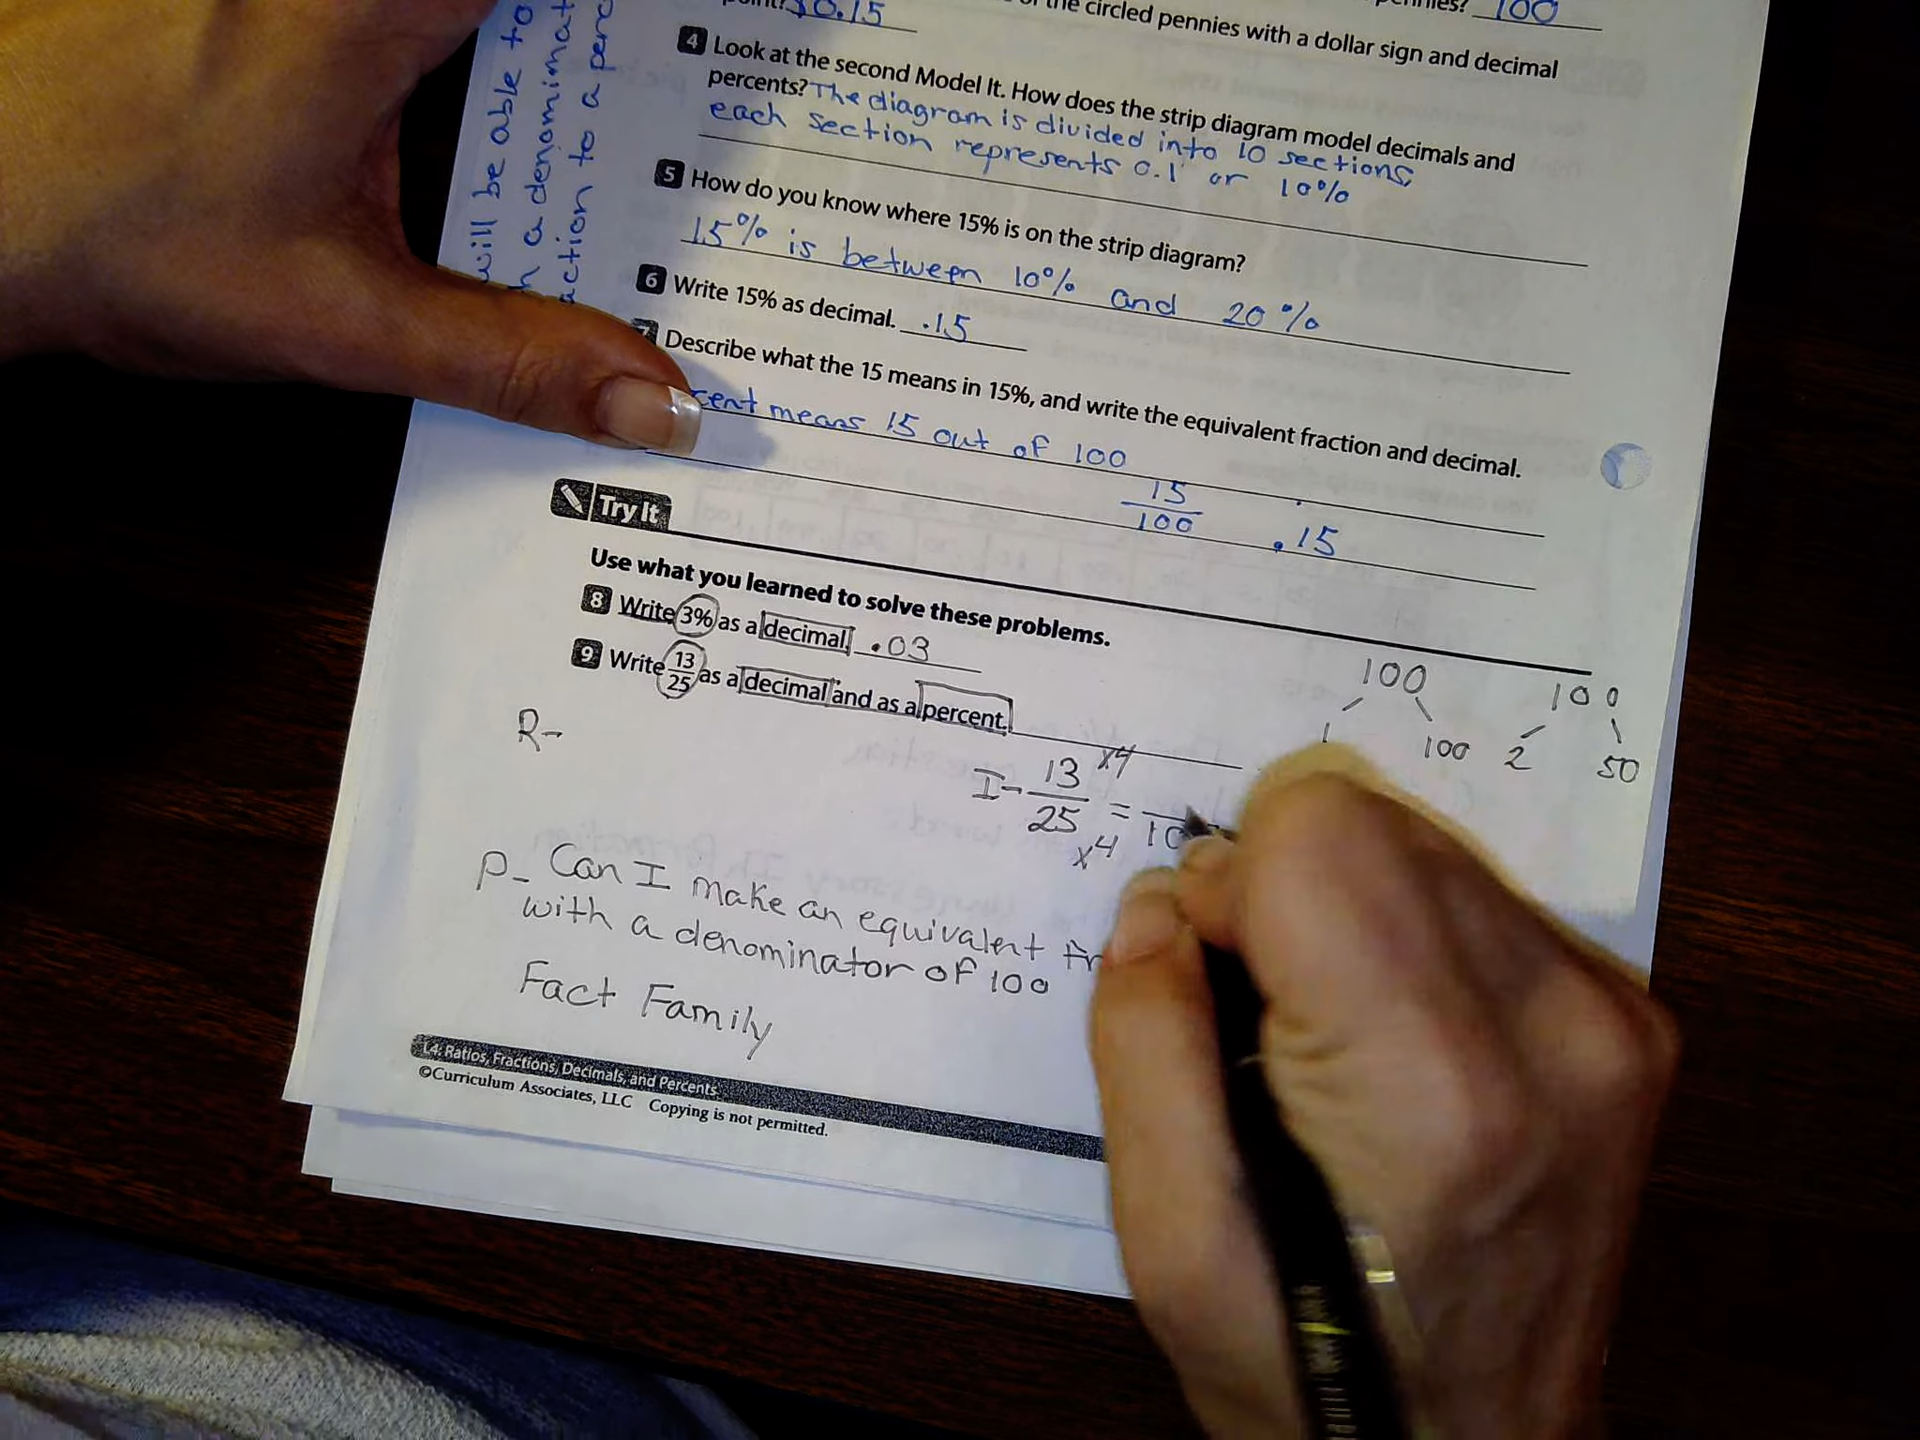 $0.15
the circled pennies with a dollar sign and decimal
100
4 Look at the second Model It. How does the strip diagram model decimals and
percents? The diagram is divided into 10 sections,
each section represents 0.1 or 10%
5 How do you know where 15% is on the strip diagram?
15% is between 10% and 20%
6 Write 15% as decimal. .15
7 Describe what the 15 means in 15%, and write the equivalent fraction and decimal.
cent means 15 out of 100
15
100 .15
Try It
Use what you learned to solve these problems.
8 Write 3% as a decimal. .03
9 Write 13/25 as a decimal and as a percent.
100
1 100
100
2 50
R-
I- 13 x4
25 = 10
x4
P- Can I make an equivalent fr
with a denominator of 100
Fact Family
L4: Ratios, Fractions, Decimals, and Percents
©Curriculum Associates, LLC Copying is not permitted.
will be able to
a denominat
action to a perc